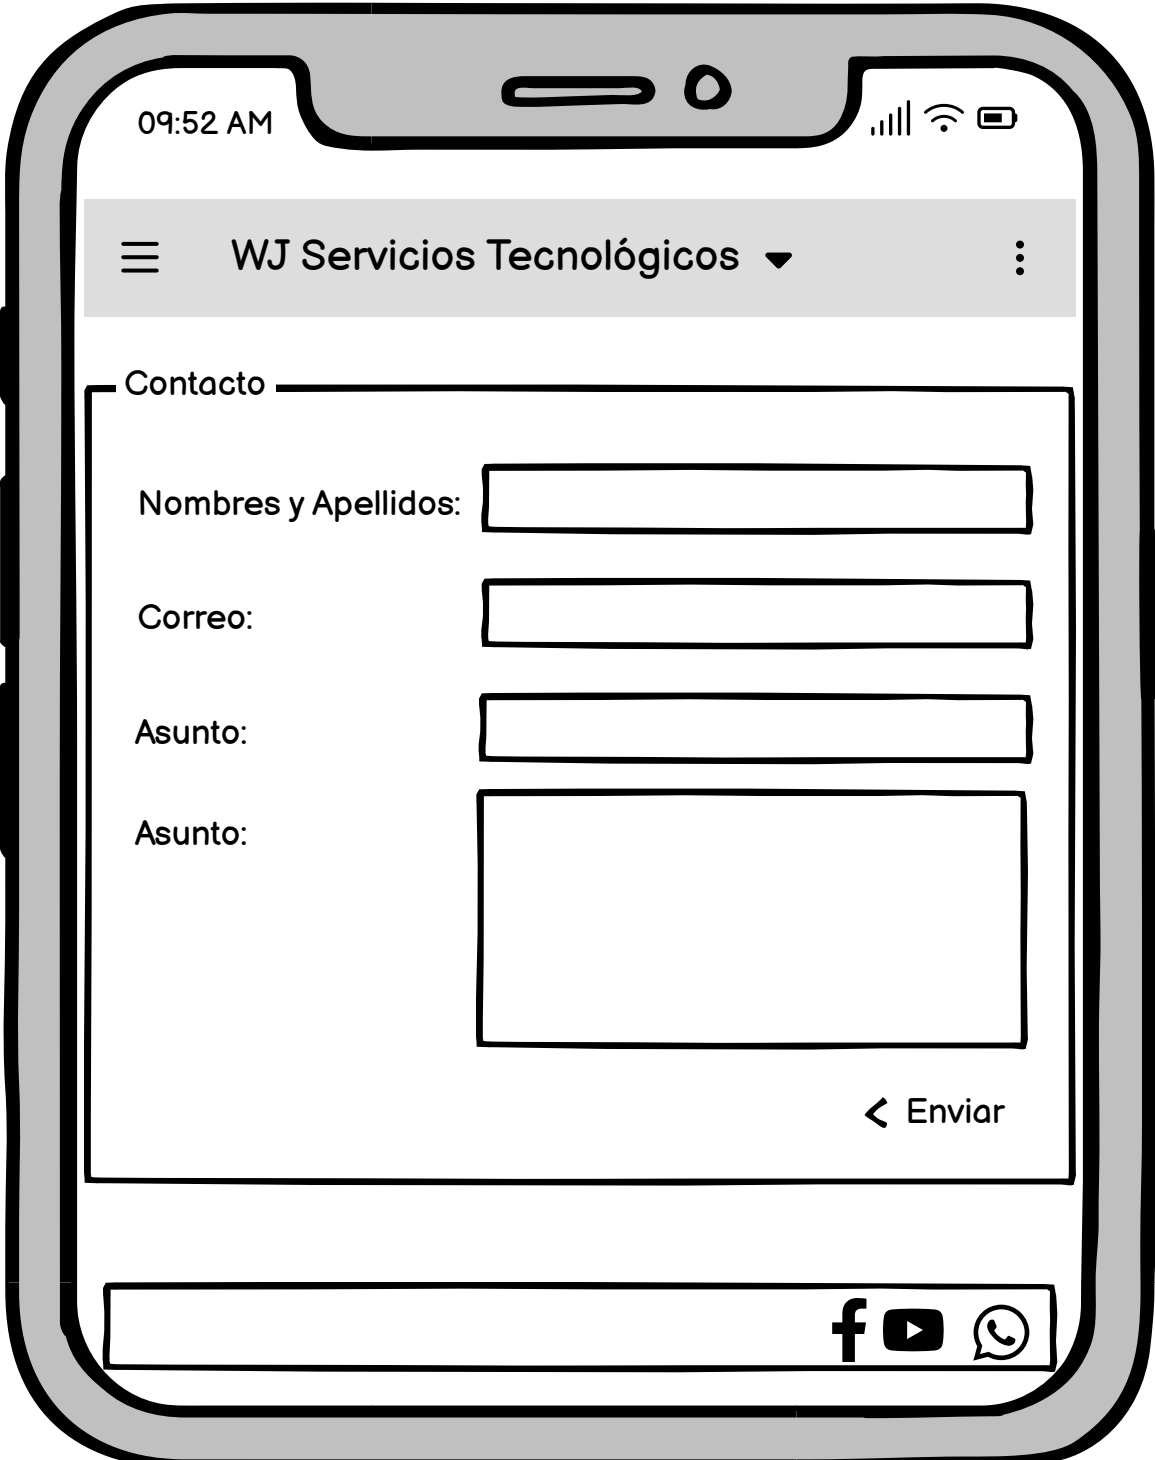 09:52 AM
WJ Servicios Tecnológicos
Contacto
Nombres y Apellidos:
Correo:
Asunto:
Asunto:
Enviar